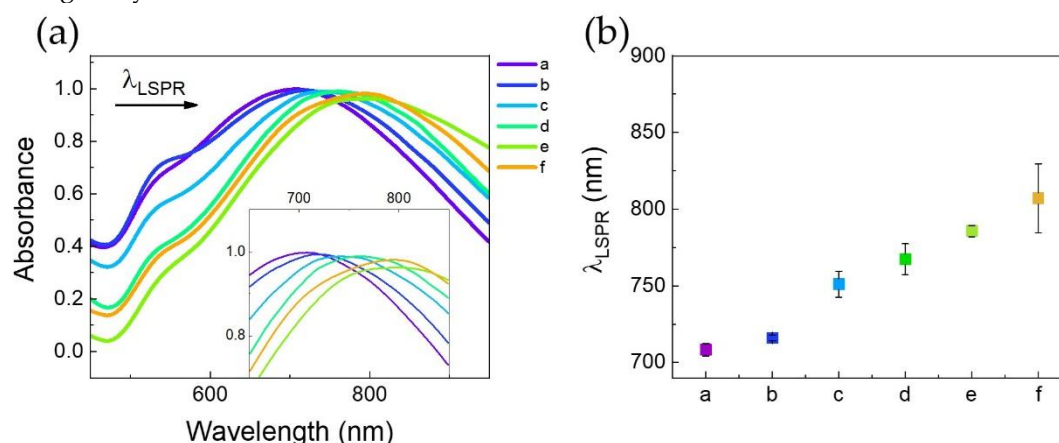 (a)
λLSPR
a
b
c
d
e
f
Absorbance
1.0
0.8
0.6
0.4
0.2
0.0
700 800
1.0
0.8
600 800
Wavelength (nm)
(b)
λLSPR (nm)
900
850
800
750
700
a b c d e f